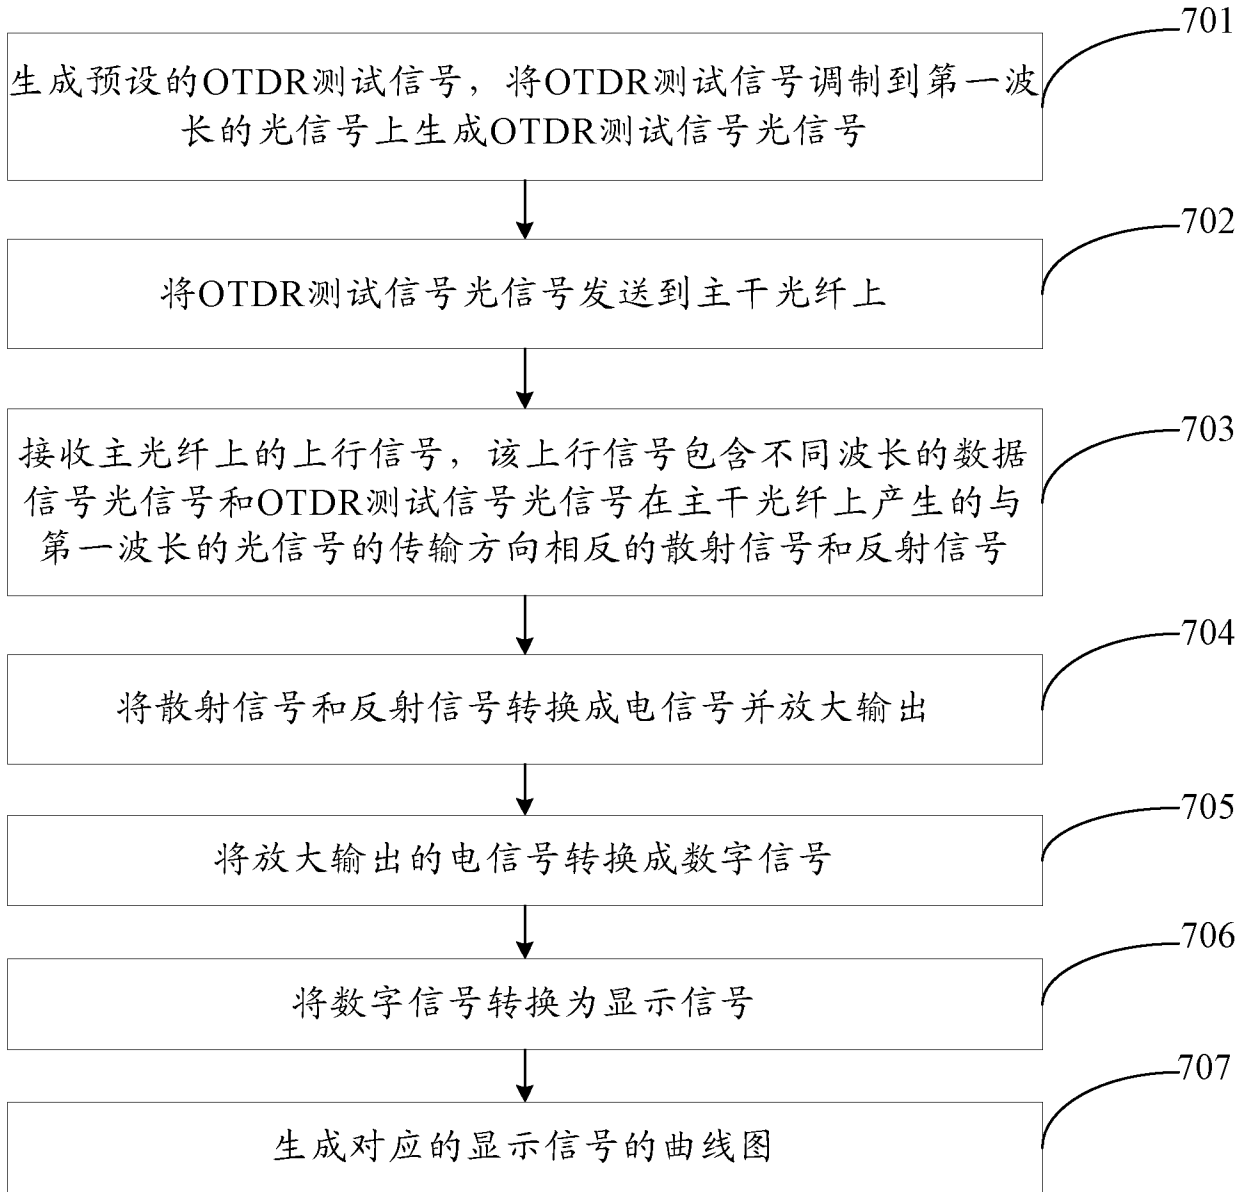 701
生成预设的OTDR测试信号，将OTDR测试信号调制到第一波
长的光信号上生成OTDR测试信号光信号
702
将OTDR测试信号光信号发送到主干光纤上
703
接收主光纤上的上行信号，该上行信号包含不同波长的数据
信号光信号和OTDR测试信号光信号在主干光纤上产生的与
第一波长的光信号的传输方向相反的散射信号和反射信号
704
将散射信号和反射信号转换成电信号并放大输出
705
将放大输出的电信号转换成数字信号
706
将数字信号转换为显示信号
707
生成对应的显示信号的曲线图